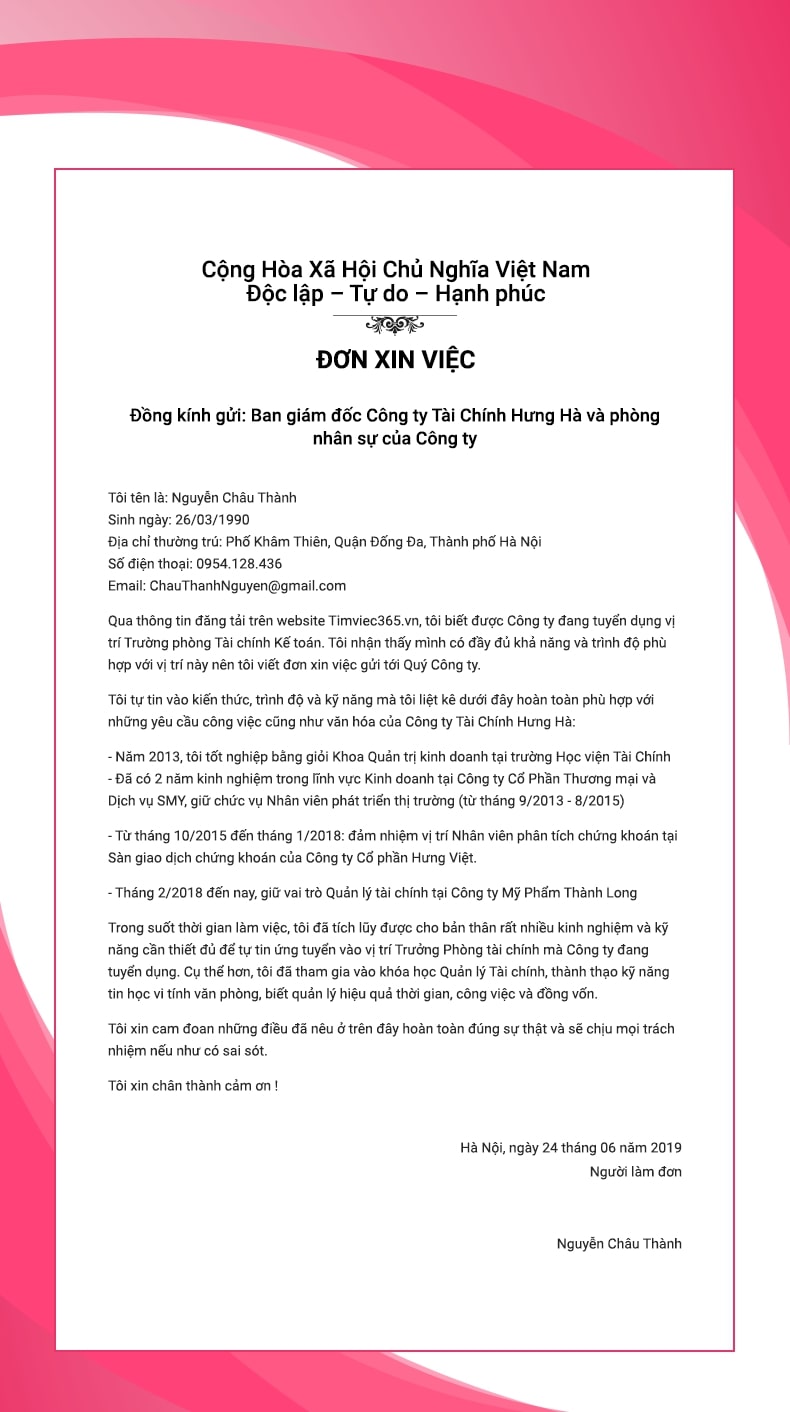 Cộng Hòa Xã Hội Chủ Nghĩa Việt Nam
Độc lập – Tự do – Hạnh phúc
ĐƠN XIN VIỆC
Đồng kính gửi: Ban giám đốc Công ty Tài Chính Hưng Hà và phòng
nhân sự của Công ty
Tôi tên là: Nguyễn Châu Thành
Sinh ngày: 26/03/1990
Địa chỉ thường trú: Phố Khâm Thiên, Quận Đống Đa, Thành phố Hà Nội
Số điện thoại: 0954.128.436
Email: ChauThanhNguyen@gmail.com
Qua thông tin đăng tải trên website Timviec365.vn, tôi biết được Công ty đang tuyển dụng vị
trí Trường phòng Tài chính Kế toán. Tôi nhận thấy mình có đầy đủ khả năng và trình độ phù
hợp với vị trí này nên tôi viết đơn xin việc gửi tới Quý Công ty.
Tôi tự tin vào kiến thức, trình độ và kỹ năng mà tôi liệt kê dưới đây hoàn toàn phù hợp với
những yêu cầu công việc cũng như văn hóa của Công ty Tài Chính Hưng Hà:
- Năm 2013, tôi tốt nghiệp bằng giỏi Khoa Quản trị kinh doanh tại trường Học viện Tài Chính
- Đã có 2 năm kinh nghiệm trong lĩnh vực Kinh doanh tại Công ty Cổ Phần Thương mại và
Dịch vụ SMY, giữ chức vụ Nhân viên phát triển thị trường (từ tháng 9/2013 - 8/2015)
- Từ tháng 10/2015 đến tháng 1/2018: đảm nhiệm vị trí Nhân viên phân tích chứng khoán tại
Sàn giao dịch chứng khoán của Công ty Cổ phần Hưng Việt.
- Tháng 2/2018 đến nay, giữ vai trò Quản lý tài chính tại Công ty Mỹ Phẩm Thành Long
Trong suốt thời gian làm việc, tôi đã tích lũy được cho bản thân rất nhiều kinh nghiệm và kỹ
năng cần thiết đủ để tự tin ứng tuyển vào vị trí Trưởng Phòng tài chính mà Công ty đang
tuyển dụng. Cụ thể hơn, tôi đã tham gia vào khóa học Quản lý Tài chính, thành thạo kỹ năng
tin học vi tính văn phòng, biết quản lý hiệu quả thời gian, công việc và đồng vốn.
Tôi xin cam đoan những điều đã nêu ở trên đây hoàn toàn đúng sự thật và sẽ chịu mọi trách
nhiệm nếu như có sai sót.
Tôi xin chân thành cảm ơn !
Hà Nội, ngày 24 tháng 06 năm 2019
Người làm đơn
Nguyễn Châu Thành